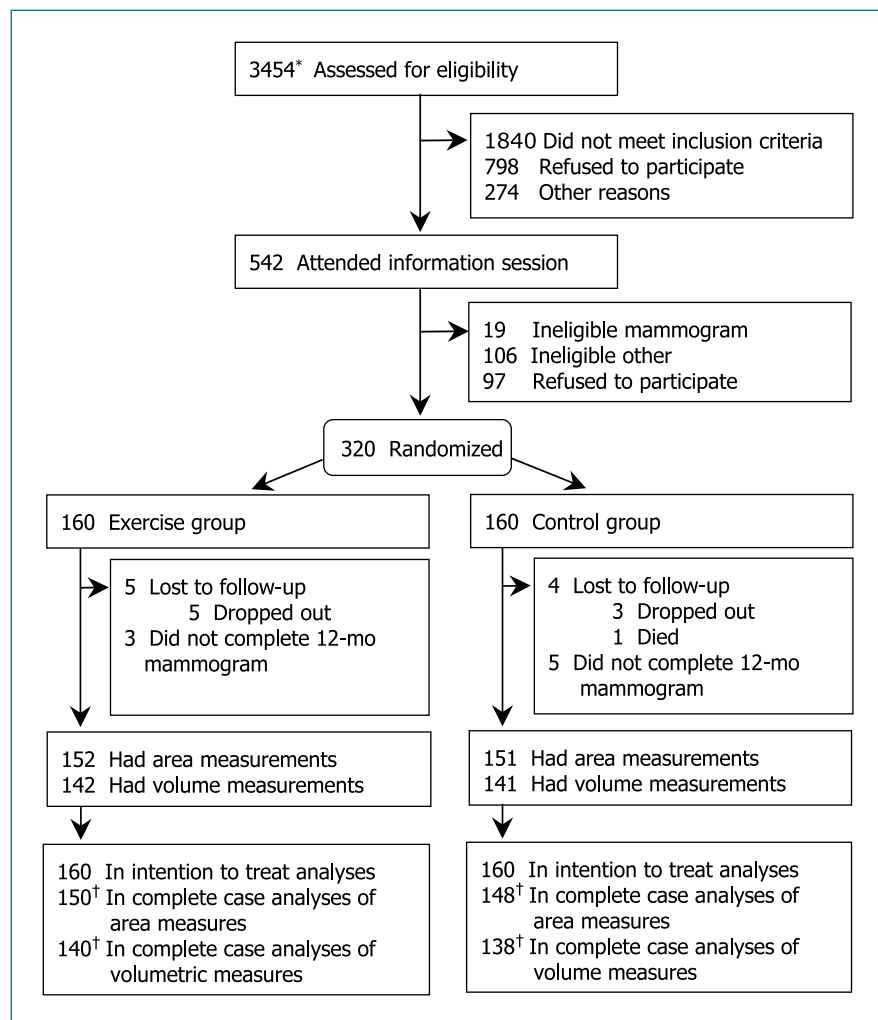 3454* Assessed for eligibility
1840 Did not meet inclusion criteria
798 Refused to participate
274 Other reasons
542 Attended information session
19 Ineligible mammogram
106 Ineligible other
97 Refused to participate
320 Randomized
160 Exercise group
5 Lost to follow-up
5 Dropped out
3 Did not complete 12-mo
mammogram
152 Had area measurements
142 Had volume measurements
160 In intention to treat analyses
150† In complete case analyses of
area measures
140† In complete case analyses of
volumetric measures
160 Control group
4 Lost to follow-up
3 Dropped out
1 Died
5 Did not complete 12-mo
mammogram
151 Had area measurements
141 Had volume measurements
160 In intention to treat analyses
148† In complete case analyses of
area measures
138† In complete case analyses of
volume measures